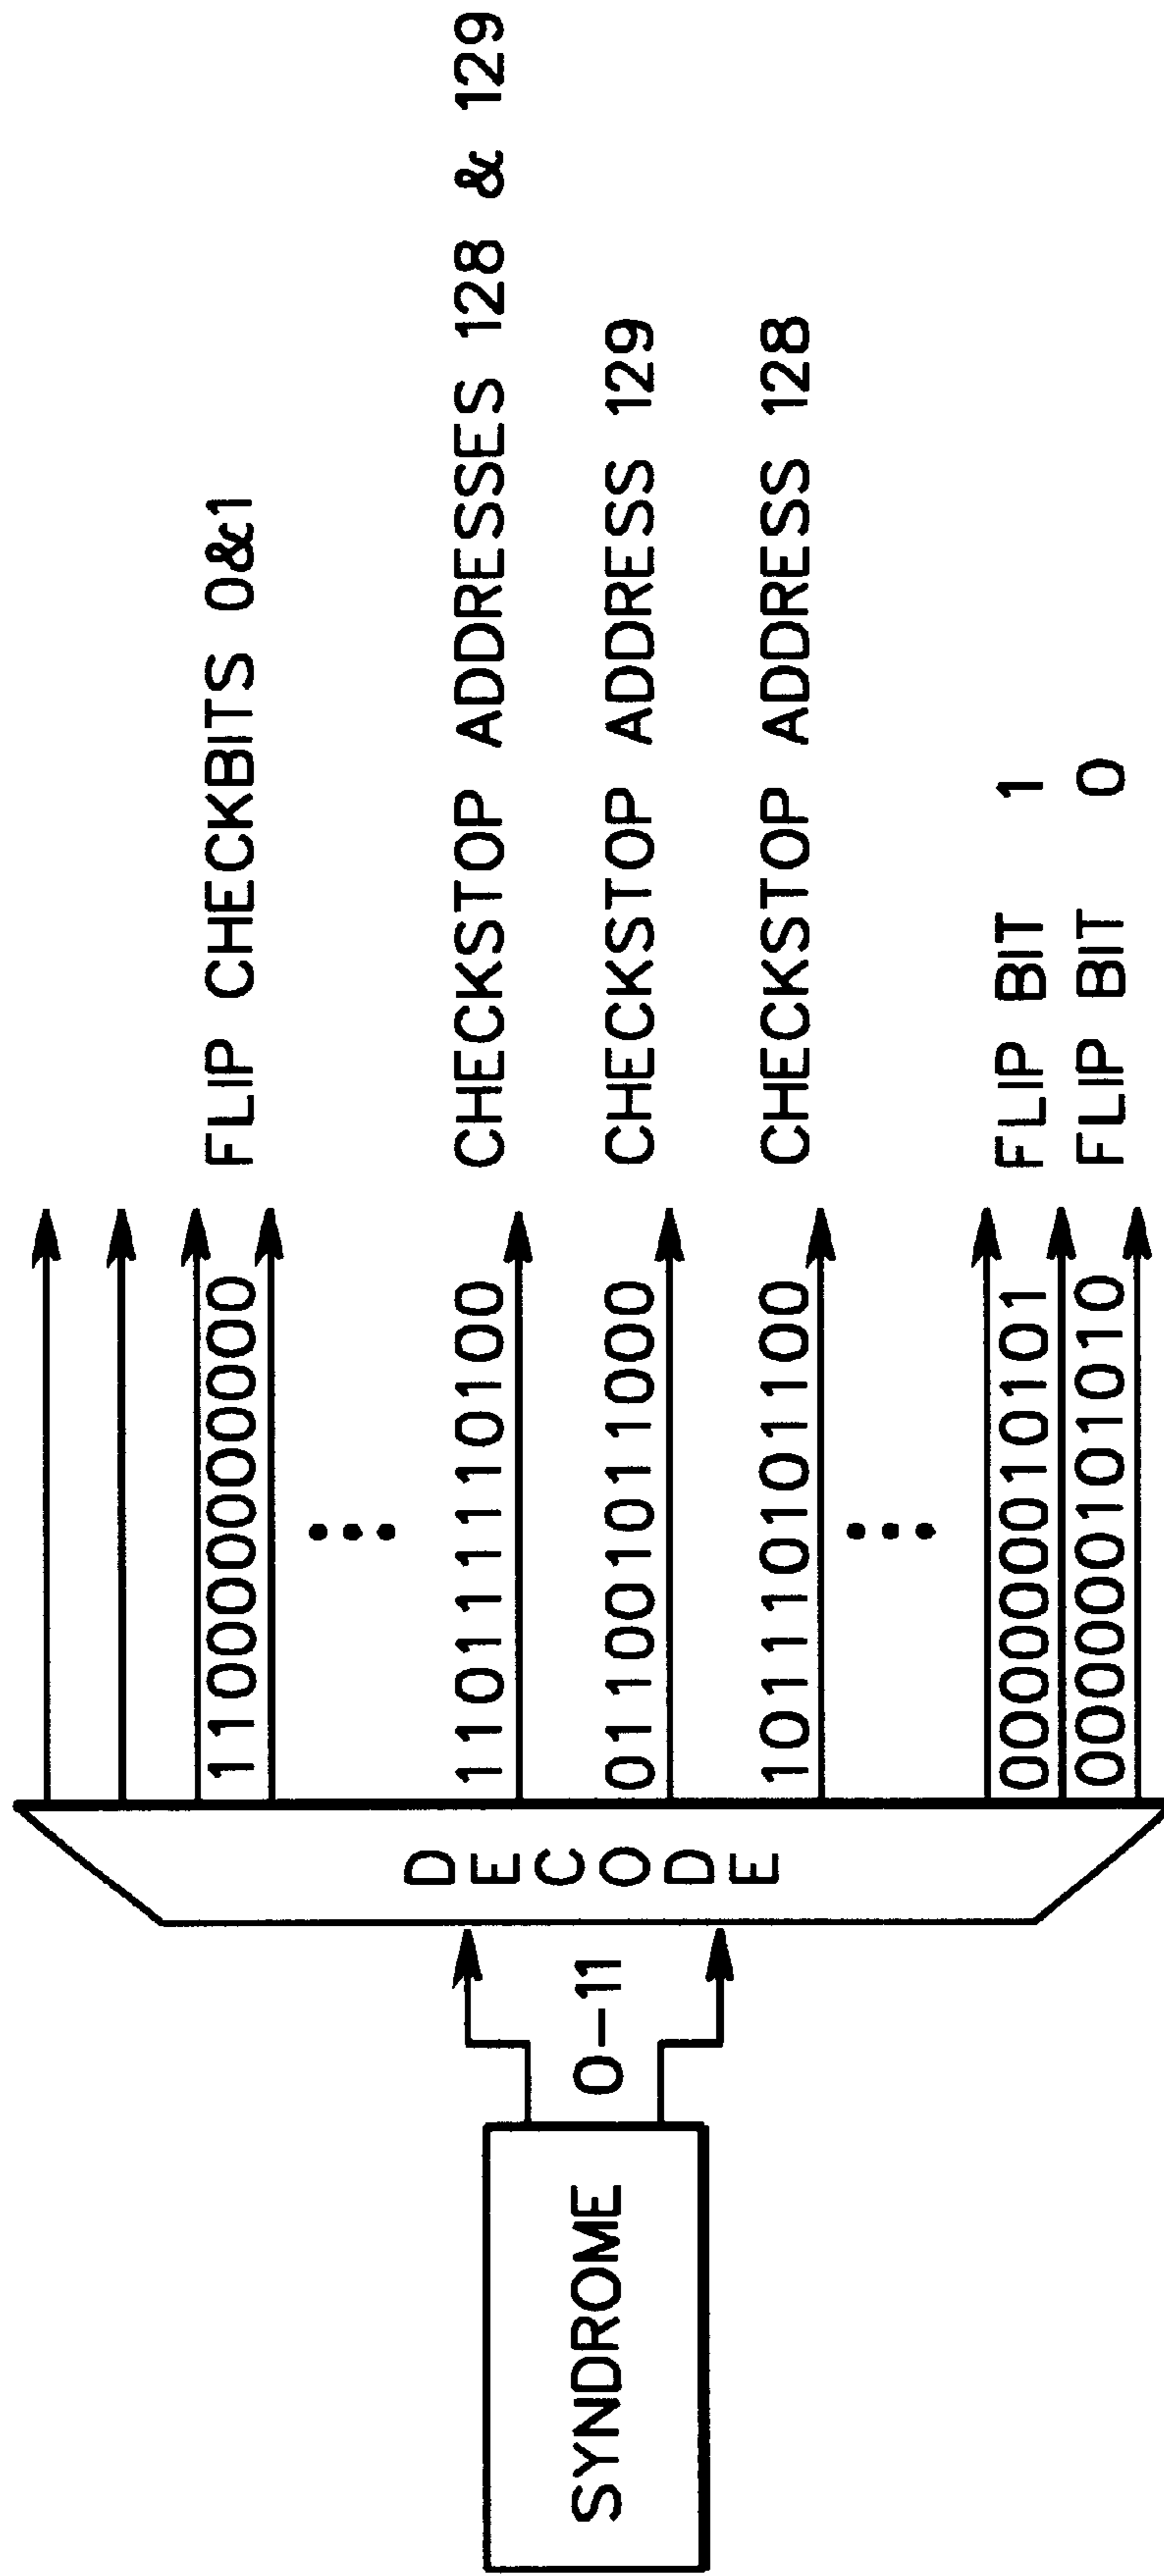 SYNDROME
0-11
DECODE
110000000000 FLIP CHECKBITS 0&1
110111110100 CHECKSTOP ADDRESSES 128 & 129
011001011000 CHECKSTOP ADDRESS 129
101110101100 CHECKSTOP ADDRESS 128
000000010101 FLIP BIT 1
000000101010 FLIP BIT 0